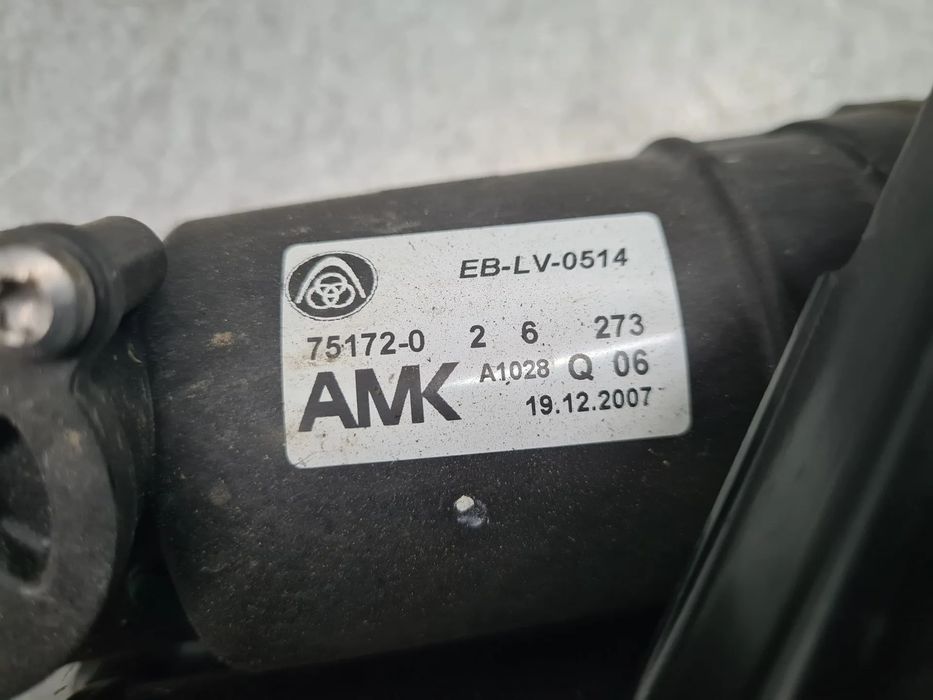 EB-LV-0514
75172-0 2 6 273
AMK A1028 Q 06
19.12.2007